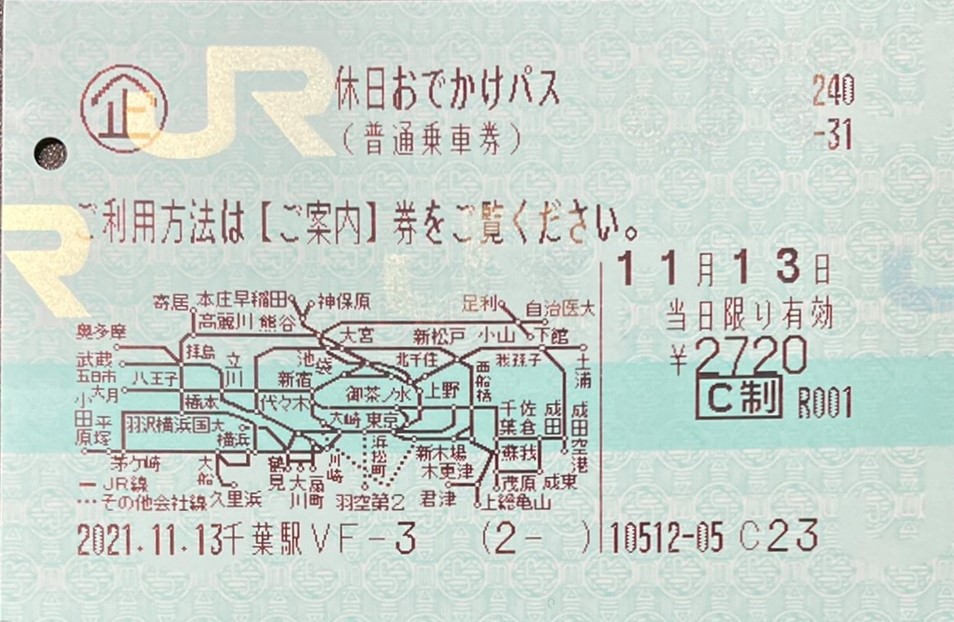 企
JR
休日おでかけパス
240
(普通乗車券)
-31
ご利用方法は【ご案内】券をご覧ください。
11月13日
当日限り有効
¥2720
C制 R001
寄居 本庄早稲田 神保原 足利 自治医大
高麗川 熊谷
奥多摩 大宮 新松戸 小山 下館
武蔵五日市 拝島 立川 池袋 北千住 我孫子 土浦
大月 八王子 新宿 御茶ノ水 上野 西船橋
小田原 平塚 橋本 代々木 大崎 東京 千葉 佐倉 成田 成田空港
羽沢横浜国大 横浜 浜松町 新木場 蘇我
茅ケ崎 大船 鶴見 大川 扇町 川崎 木更津 茂原 成東
JR線
その他会社線 久里浜 羽空第2 君津 上総亀山
2021.11.13千葉駅VF-3 (2- ) 10512-05 C23